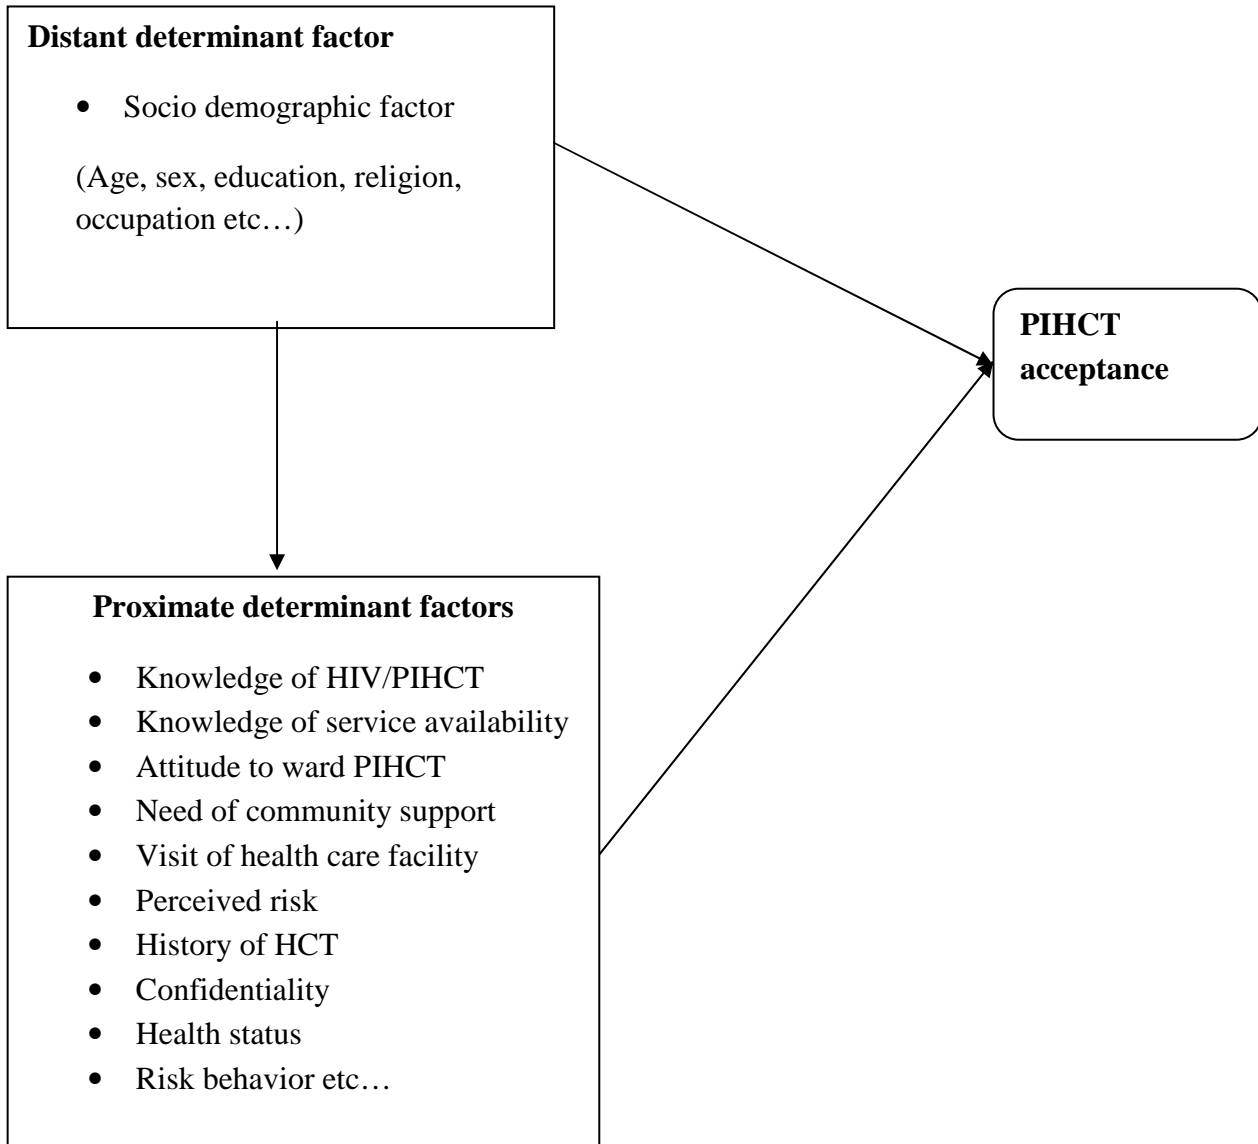 Distant determinant factor
• Socio demographic factor
(Age, sex, education, religion,
occupation etc…)
PIHCT
acceptance
Proximate determinant factors
• Knowledge of HIV/PIHCT
• Knowledge of service availability
• Attitude to ward PIHCT
• Need of community support
• Visit of health care facility
• Perceived risk
• History of HCT
• Confidentiality
• Health status
• Risk behavior etc…